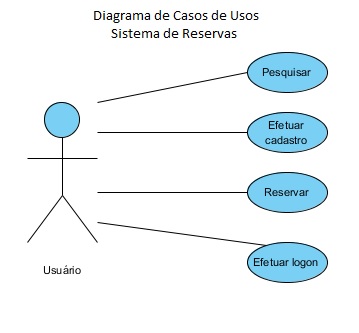 Diagrama de Casos de Usos
Sistema de Reservas
Pesquisar
Efetuar
cadastro
Reservar
Efetuar logon
Usuário